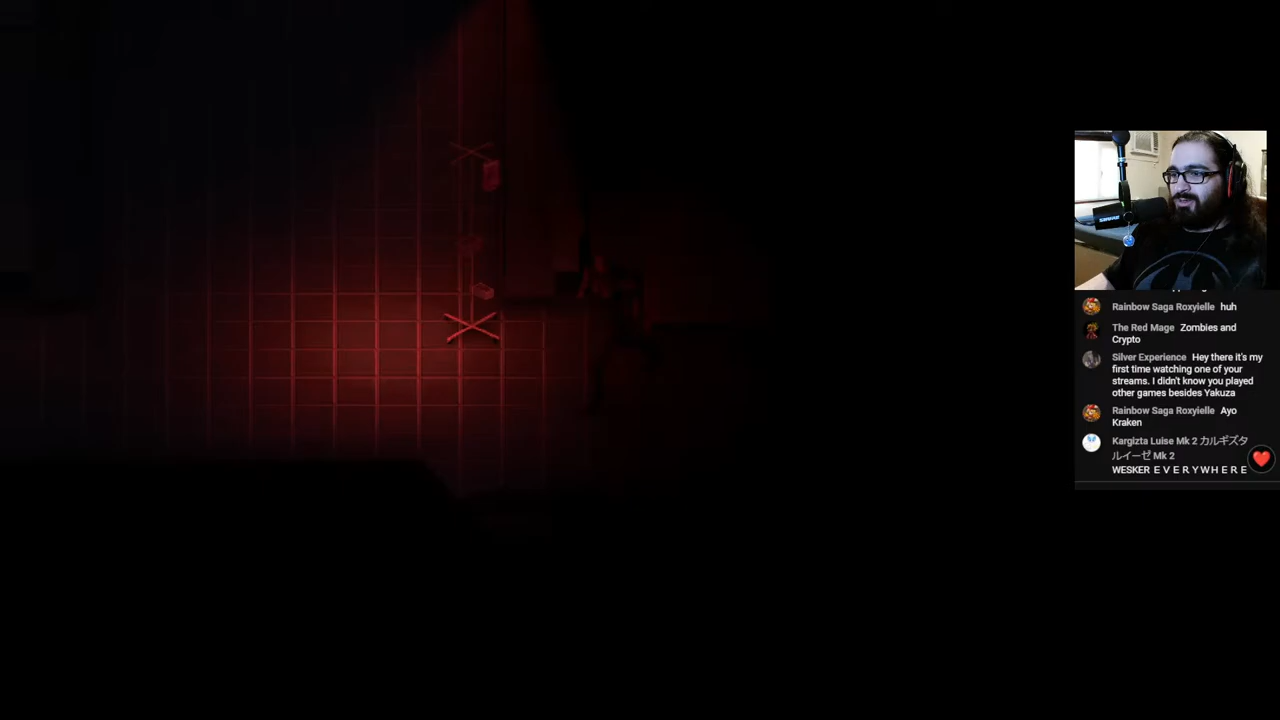 Rainbow Saga Roxyielle huh
The Red Mage Zombies and
Crypto
Silver Experience Hey there it's my
first time watching one of your
streams. I didn't know you played
other games besides Yakuza
Rainbow Saga Roxyielle Ayo
Kraken
Kargizta Luise Mk 2 カルギズタ
ルイーゼ Mk 2
WESKER E V E R Y W H E R E
SHURE